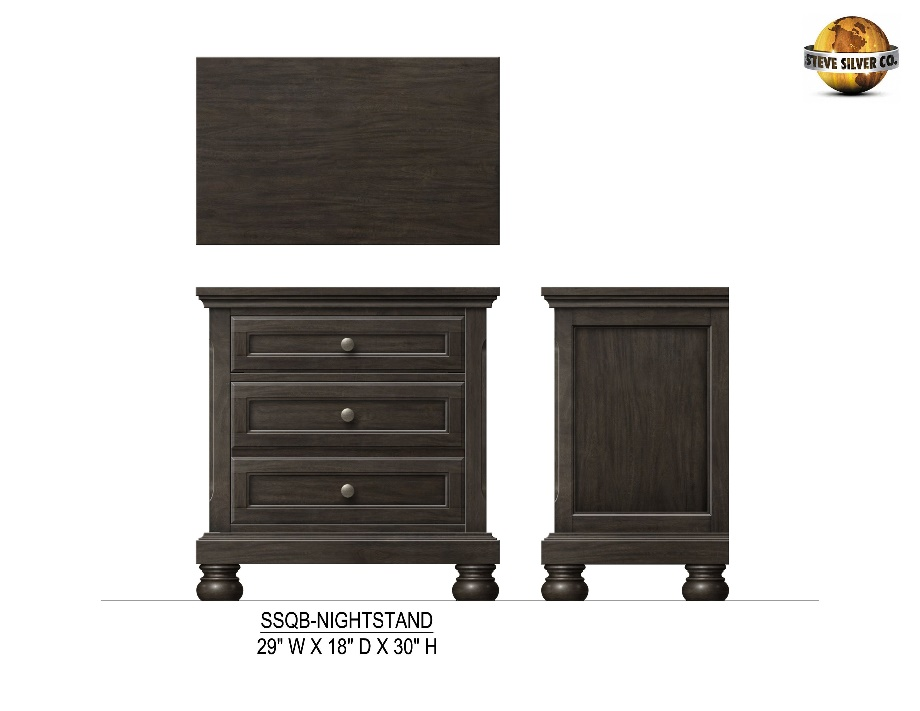 STEVE SILVER CO.
SSQB-NIGHTSTAND
29" W X 18" D X 30" H